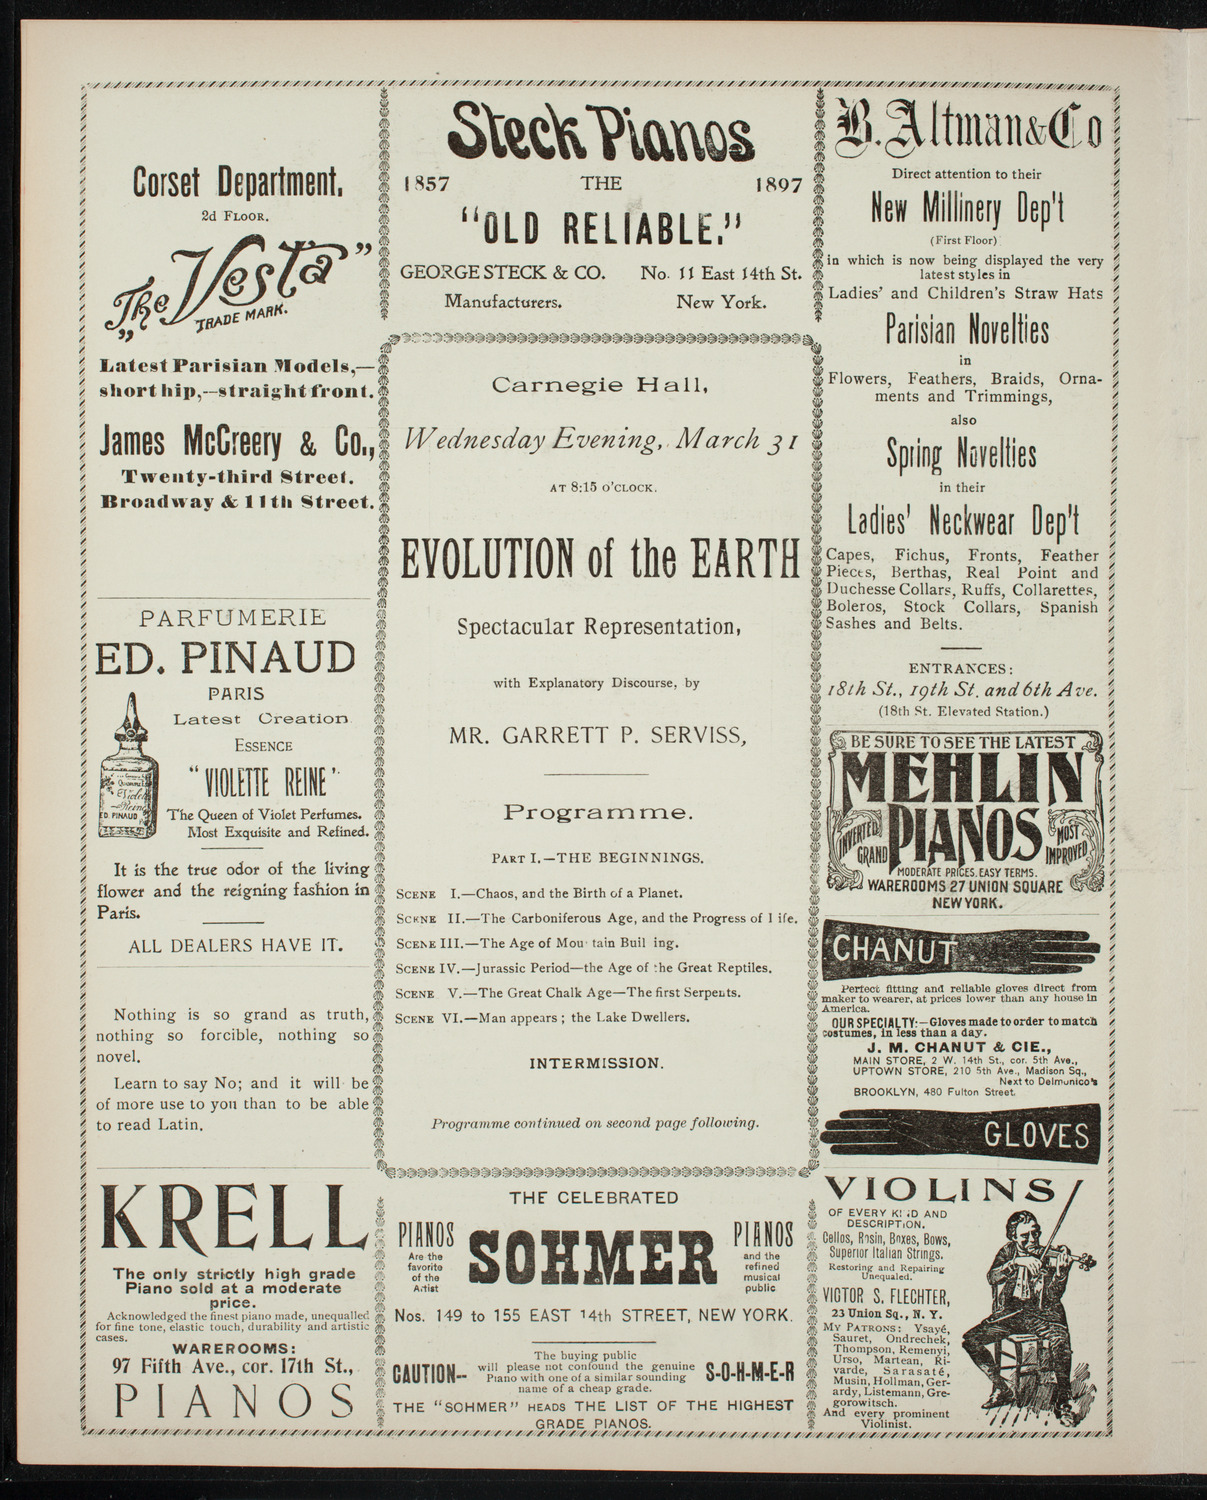 Corset Department.
2d FLOOR.
"The Vesta"
TRADE MARK.
Latest Parisian Models,—
short hip,—straight front.
James McCreery & Co.,
Twenty-third Street.
Broadway & 11th Street.
PARFUMERIE
ED. PINAUD
PARIS
Latest Creation
ESSENCE
"VIOLETTE REINE"
The Queen of Violet Perfumes.
Most Exquisite and Refined.
ED. PINAUD
It is the true odor of the living
flower and the reigning fashion in
Paris.
ALL DEALERS HAVE IT.
Nothing is so grand as truth,
nothing so forcible, nothing so
novel.
Learn to say No; and it will be
of more use to you than to be able
to read Latin.
KRELL
The only strictly high grade
Piano sold at a moderate
price.
Acknowledged the finest piano made, unequalled
for fine tone, elastic touch, durability and artistic
cases.
WAREROOMS:
97 Fifth Ave., cor. 17th St.,
PIANOS
Steck Pianos
1857 THE 1897
"OLD RELIABLE."
GEORGE STECK & CO. No. 11 East 14th St.
Manufacturers. New York.
Carnegie Hall,
Wednesday Evening, March 31
AT 8:15 O'CLOCK.
EVOLUTION of the EARTH
Spectacular Representation,
with Explanatory Discourse, by
MR. GARRETT P. SERVISS,
Programme.
PART I.—THE BEGINNINGS.
SCENE I.—Chaos, and the Birth of a Planet.
SCENE II.—The Carboniferous Age, and the Progress of Life.
SCENE III.—The Age of Mou tain Buil ing.
SCENE IV.—Jurassic Period—the Age of the Great Reptiles.
SCENE V.—The Great Chalk Age—The first Serpents.
SCENE VI.—Man appears; the Lake Dwellers.
INTERMISSION.
Programme continued on second page following.
THE CELEBRATED
PIANOS SOHMER PIANOS
Are the favorite of the Artist
and the refined musical public
Nos. 149 to 155 EAST 14th STREET, NEW YORK.
CAUTION--
The buying public
will please not confound the genuine
Piano with one of a similar sounding
name of a cheap grade.
S-O-H-M-E-R
THE "SOHMER" HEADS THE LIST OF THE HIGHEST
GRADE PIANOS.
B. Altman & Co
Direct attention to their
New Millinery Dep't
(First Floor)
in which is now being displayed the very
latest styles in
Ladies' and Children's Straw Hats
Parisian Novelties
in
Flowers, Feathers, Braids, Orna-
ments and Trimmings,
also
Spring Novelties
in their
Ladies' Neckwear Dep't
Capes, Fichus, Fronts, Feather
Pieces, Berthas, Real Point and
Duchesse Collars, Ruffs, Collarettes,
Boleros, Stock Collars, Spanish
Sashes and Belts.
ENTRANCES:
18th St., 19th St. and 6th Ave.
(18th St. Elevated Station.)
BE SURE TO SEE THE LATEST
MEHLIN
INVERTED GRAND PIANOS MOST IMPROVED
MODERATE PRICES. EASY TERMS.
WAREROOMS 27 UNION SQUARE
NEW YORK.
CHANUT
Perfect fitting and reliable gloves direct from
maker to wearer, at prices lower than any house in
America.
OUR SPECIALTY:—Gloves made to order to match
costumes, in less than a day.
J. M. CHANUT & CIE.,
MAIN STORE, 2 W. 14th St., cor. 5th Ave.,
UPTOWN STORE, 210 5th Ave., Madison Sq.,
Next to Delmonico's
BROOKLYN, 480 Fulton Street.
GLOVES
VIOLINS
OF EVERY KI D AND
DESCRIPTION.
Cellos, Rosin, Boxes, Bows,
Superior Italian Strings.
Restoring and Repairing
Unequaled.
VICTOR S. FLECHTER,
23 Union Sq., N. Y.
MY PATRONS: Ysayé,
Sauret, Ondrechek,
Thompson, Remenyi,
Urso, Martean, Ri-
varde, Sarasaté,
Musin, Hollman, Ger-
ardy, Listemann, Gre-
gorowitsch.
And every prominent
Violinist.